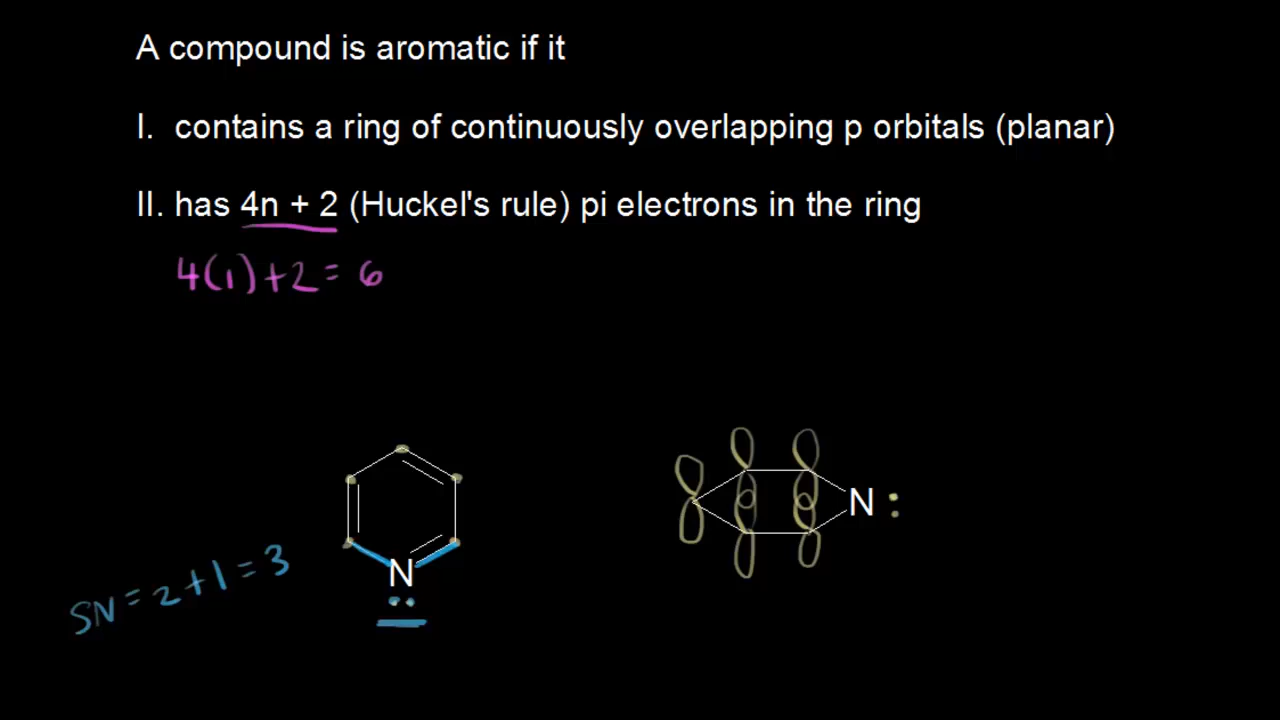 A compound is aromatic if it
I. contains a ring of continuously overlapping p orbitals (planar)
II. has 4n + 2 (Huckel's rule) pi electrons in the ring
4(1)+2= 6
N :
SN = 2 + 1 = 3
N